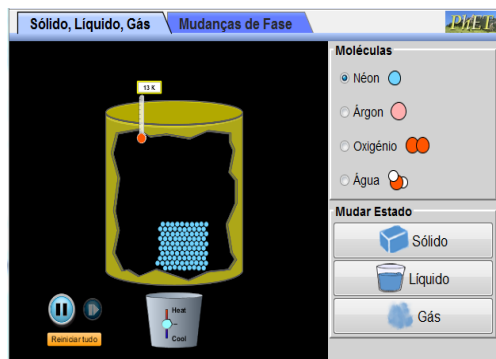 Sólido, Líquido, Gás
Mudanças de Fase
PhET
Moléculas
13 K
Néon
Árgon
Oxigénio
Água
Mudar Estado
Sólido
Líquido
Gás
Heat
Cool
Reiniciar tudo